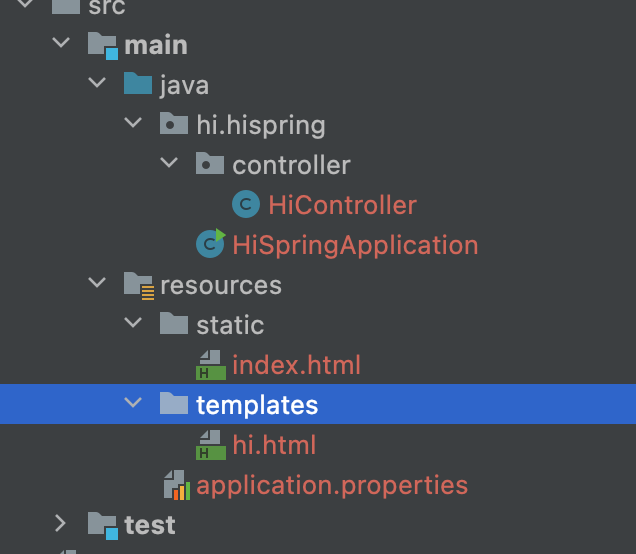 src
main
java
hi.hispring
controller
C HiController
C HiSpringApplication
resources
static
H index.html
templates
H hi.html
application.properties
test